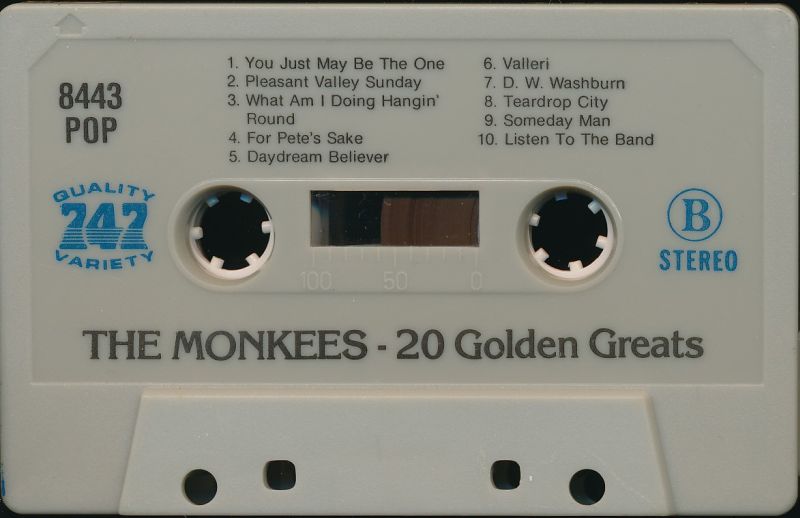 8443
POP
1. You Just May Be The One
2. Pleasant Valley Sunday
3. What Am I Doing Hangin'
Round
4. For Pete's Sake
5. Daydream Believer
6. Valleri
7. D. W. Washburn
8. Teardrop City
9. Someday Man
10. Listen To The Band
QUALITY
747
VARIETY
100 50 0
B
STEREO
THE MONKEES - 20 Golden Greats